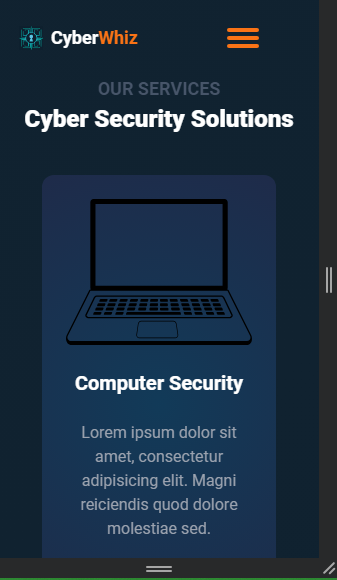 CyberWhiz
OUR SERVICES
Cyber Security Solutions
Computer Security
Lorem ipsum dolor sit
amet, consectetur
adipisicing elit. Magni
reiciendis quod dolore
molestiae sed.